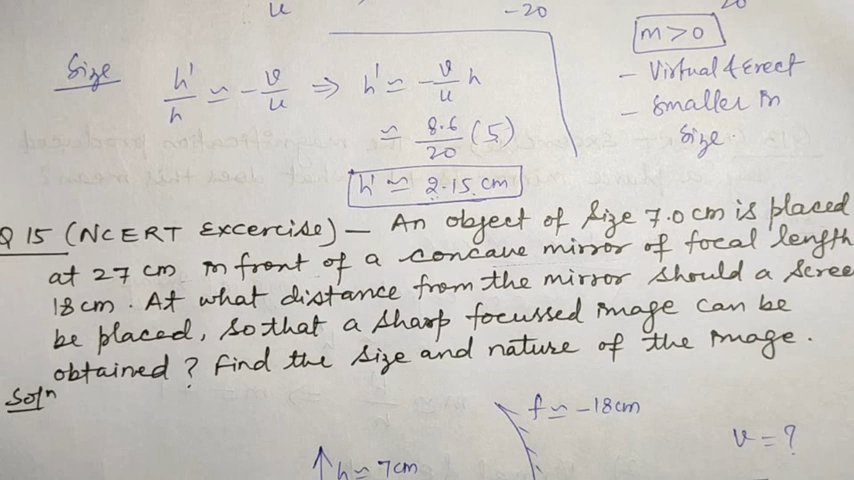 u
-20
20
m > 0
- Virtual & Erect
- Smaller in
size.
Size
h'/h ≃ - v/u ⇒ h' ≃ - v/u h
≃ 8.6/20 (5)
h' ≃ 2.15 cm
Q 15 (NCERT Excercise) — An object of size 7.0 cm is placed
at 27 cm in front of a concave mirror of focal length
18 cm. At what distance from the mirror should a scree
be placed, so that a sharp focussed image can be
obtained ? Find the size and nature of the image.
Solⁿ
f ≃ -18 cm
v = ?
h ≃ 7cm